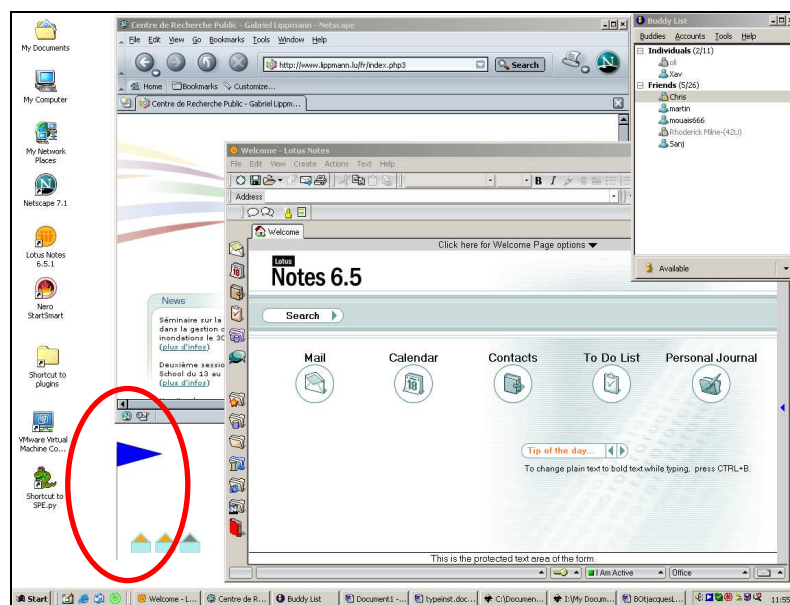 My Documents
My Computer
My Network
Places
Netscape 7.1
Lotus Notes
6.5.1
Nero
StartSmart
Shortcut to
plugins
VMware Virtual
Machine Co...
Shortcut to
SPE.py
Centre de Recherche Public - Gabriel Lippmann - Netscape
File Edit View Go Bookmarks Tools Window Help
http://www.lippmann.lu/fr/index.php3
Search
Home Bookmarks Customize...
Centre de Recherche Public - Gabriel Lippm...
News
Séminaire sur la
dans la gestion d
inondations le 30
(plus d'infos)
Deuxième sessio
School du 13 au
(plus d'infos)
Welcome - Lotus Notes
File Edit View Create Actions Text Help
B I
Address
Welcome
Click here for Welcome Page options
Lotus
Notes 6.5
Search
Mail Calendar Contacts To Do List Personal Journal
18
Tip of the day...
To change plain text to bold text while typing, press CTRL+B.
This is the protected text area of the form.
I Am Active Office
Buddy List
Buddies Accounts Tools Help
Individuals (2/11)
oli
Xav
Friends (5/26)
Chris
martin
mouais666
Rhoderick Milne-(42U)
Sanj
Available
Start Welcome - L... Centre de R... Buddy List Document1 -... typeinst.doc... C:\Documen... I:\My Docum... BOtjacquesL... 11:55